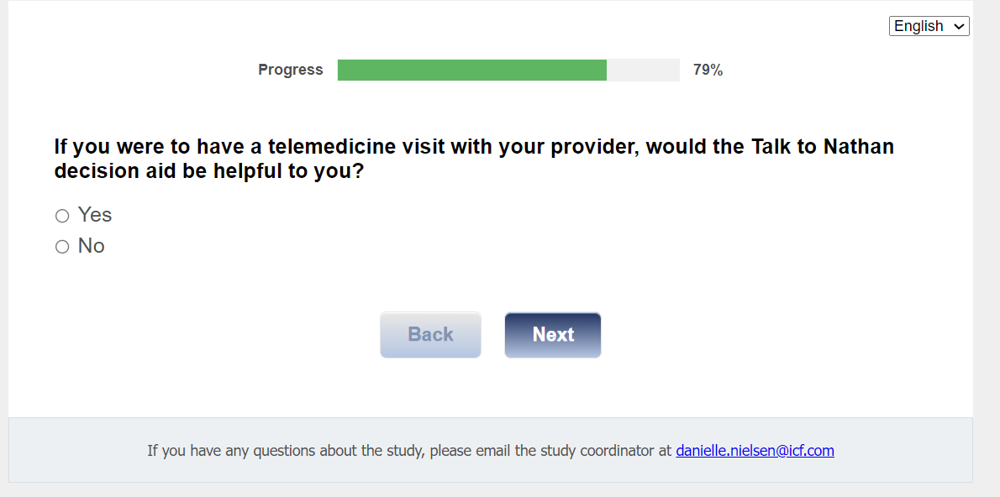 English
Progress 79%
If you were to have a telemedicine visit with your provider, would the Talk to Nathan
decision aid be helpful to you?
Yes
No
Back Next
If you have any questions about the study, please email the study coordinator at danielle.nielsen@icf.com